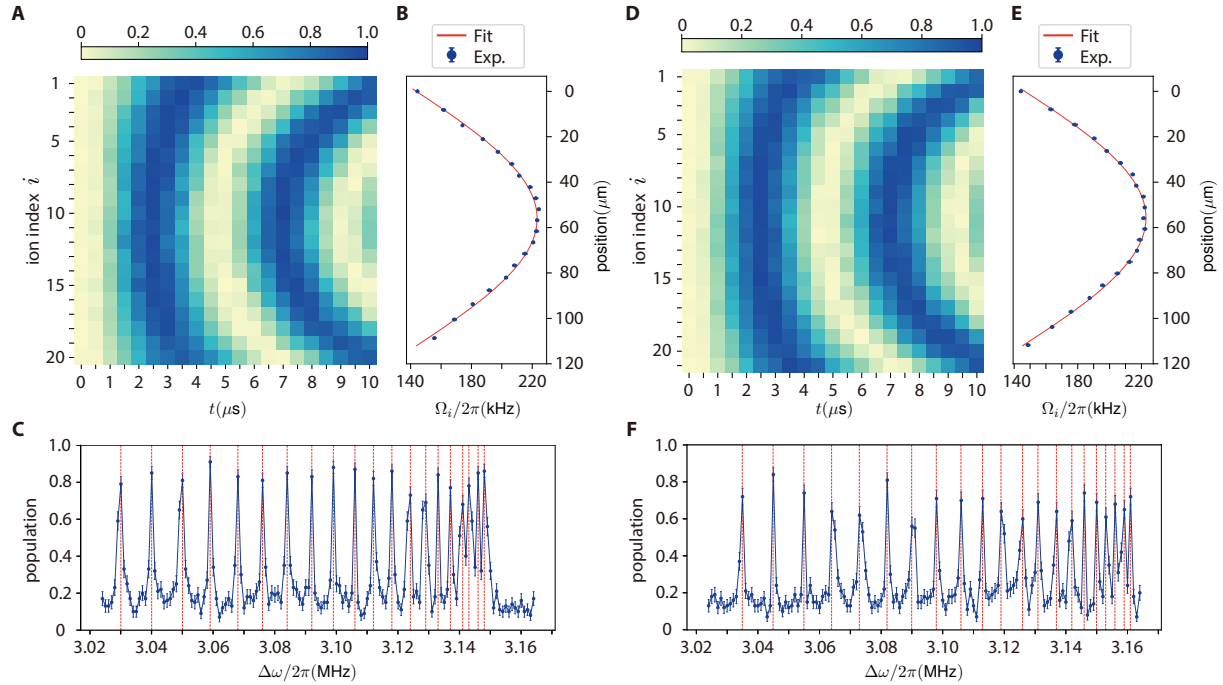 A
0 0.2 0.4 0.6 0.8 1.0
B
Fit
Exp.
1
5
10
15
20
ion index i
0 1 2 3 4 5 6 7 8 9 10
t(μs)
0
20
40
60
80
100
120
position(μm)
140 180 220
Ω_i/2π(kHz)
C
1.0
0.8
0.6
0.4
0.2
0
population
3.02 3.04 3.06 3.08 3.10 3.12 3.14 3.16
Δω/2π(MHz)
D
0 0.2 0.4 0.6 0.8 1.0
E
Fit
Exp.
1
5
10
15
20
ion index i
0 1 2 3 4 5 6 7 8 9 10
t(μs)
0
20
40
60
80
100
120
position(μm)
140 180 220
Ω_i/2π(kHz)
F
1.0
0.8
0.6
0.4
0.2
0
population
3.02 3.04 3.06 3.08 3.10 3.12 3.14 3.16
Δω/2π(MHz)